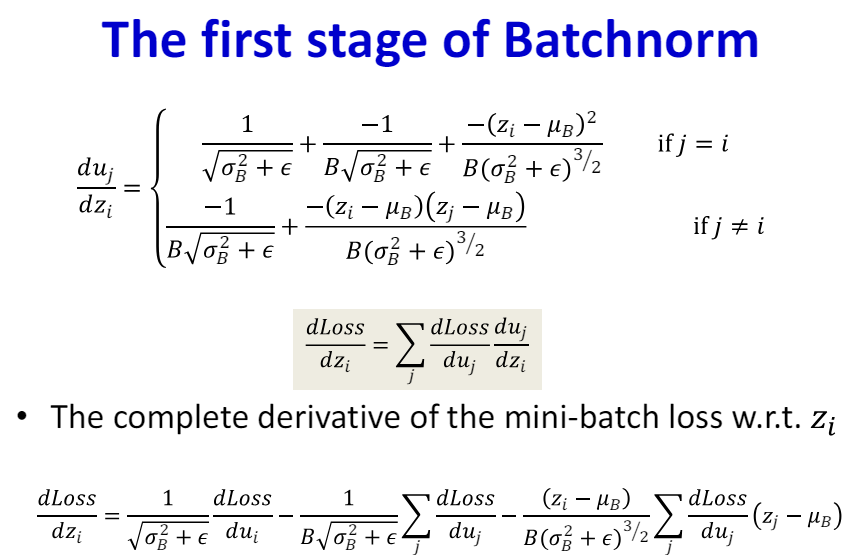 The first stage of Batchnorm
\frac{du_j}{dz_i} = \begin{cases} \frac{1}{\sqrt{\sigma_B^2 + \epsilon}} + \frac{-1}{B\sqrt{\sigma_B^2 + \epsilon}} + \frac{-(z_i - \mu_B)^2}{B(\sigma_B^2 + \epsilon)^{3/2}} & \text{if } j = i \\ \frac{-1}{B\sqrt{\sigma_B^2 + \epsilon}} + \frac{-(z_i - \mu_B)(z_j - \mu_B)}{B(\sigma_B^2 + \epsilon)^{3/2}} & \text{if } j \neq i \end{cases}
\frac{dLoss}{dz_i} = \sum_j \frac{dLoss}{du_j} \frac{du_j}{dz_i}
• The complete derivative of the mini-batch loss w.r.t. z_i
\frac{dLoss}{dz_i} = \frac{1}{\sqrt{\sigma_B^2 + \epsilon}} \frac{dLoss}{du_i} - \frac{1}{B\sqrt{\sigma_B^2 + \epsilon}} \sum_j \frac{dLoss}{du_j} - \frac{(z_i - \mu_B)}{B(\sigma_B^2 + \epsilon)^{3/2}} \sum_j \frac{dLoss}{du_j} (z_j - \mu_B)